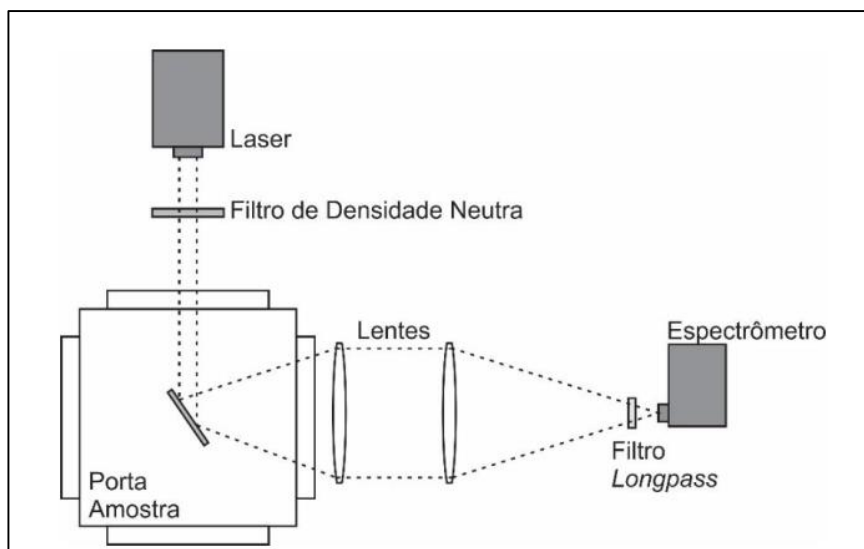 Laser
Filtro de Densidade Neutra
Lentes
Espectrômetro
Filtro
Longpass
Porta
Amostra